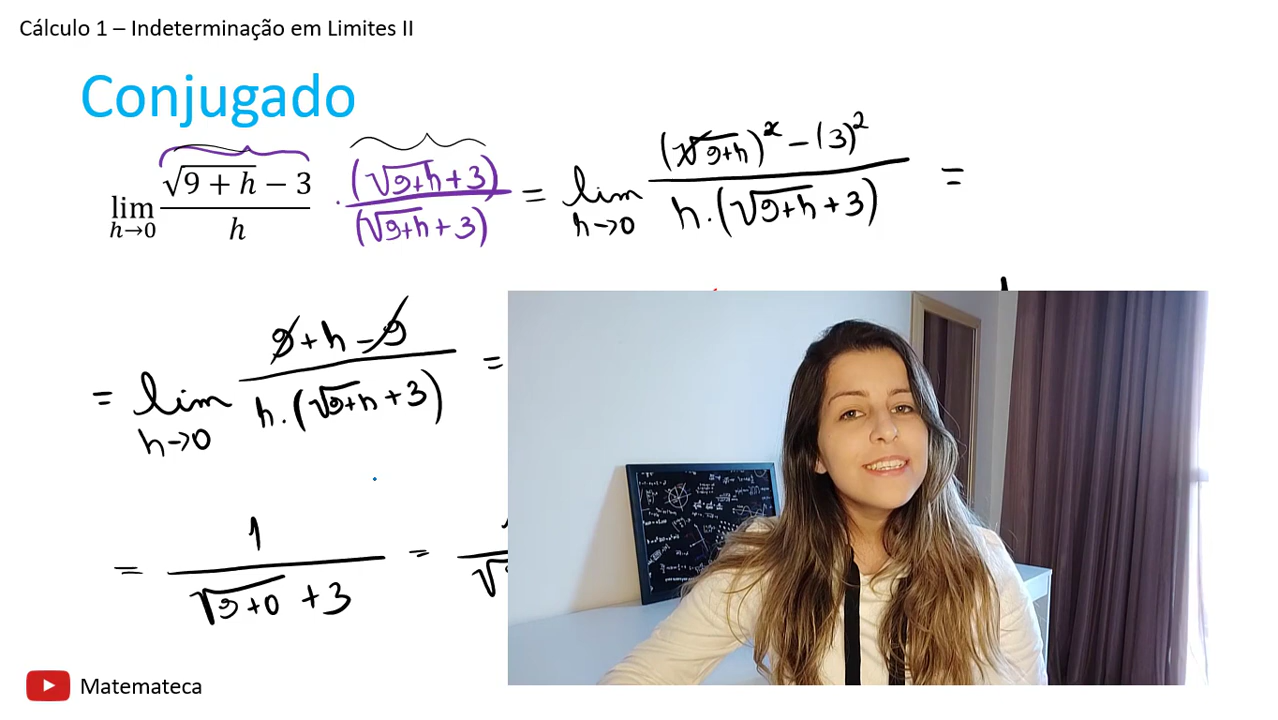 Cálculo 1 – Indeterminação em Limites II
Conjugado
lim h→0 √9 + h − 3 / h · (√9+h + 3) / (√9+h + 3) = lim h→0 (√9+h)² − (3)² / h · (√9+h + 3) =
= lim h→0 9 + h − 9 / h · (√9+h + 3) =
= 1 / √9+0 + 3 =
Matemateca